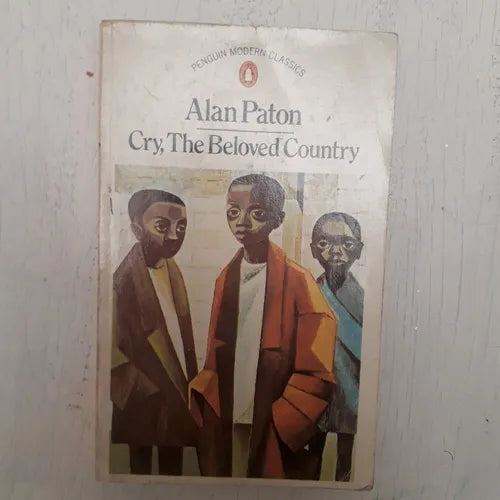 PENGUIN MODERN CLASSICS
Alan Paton
Cry, The Beloved Country